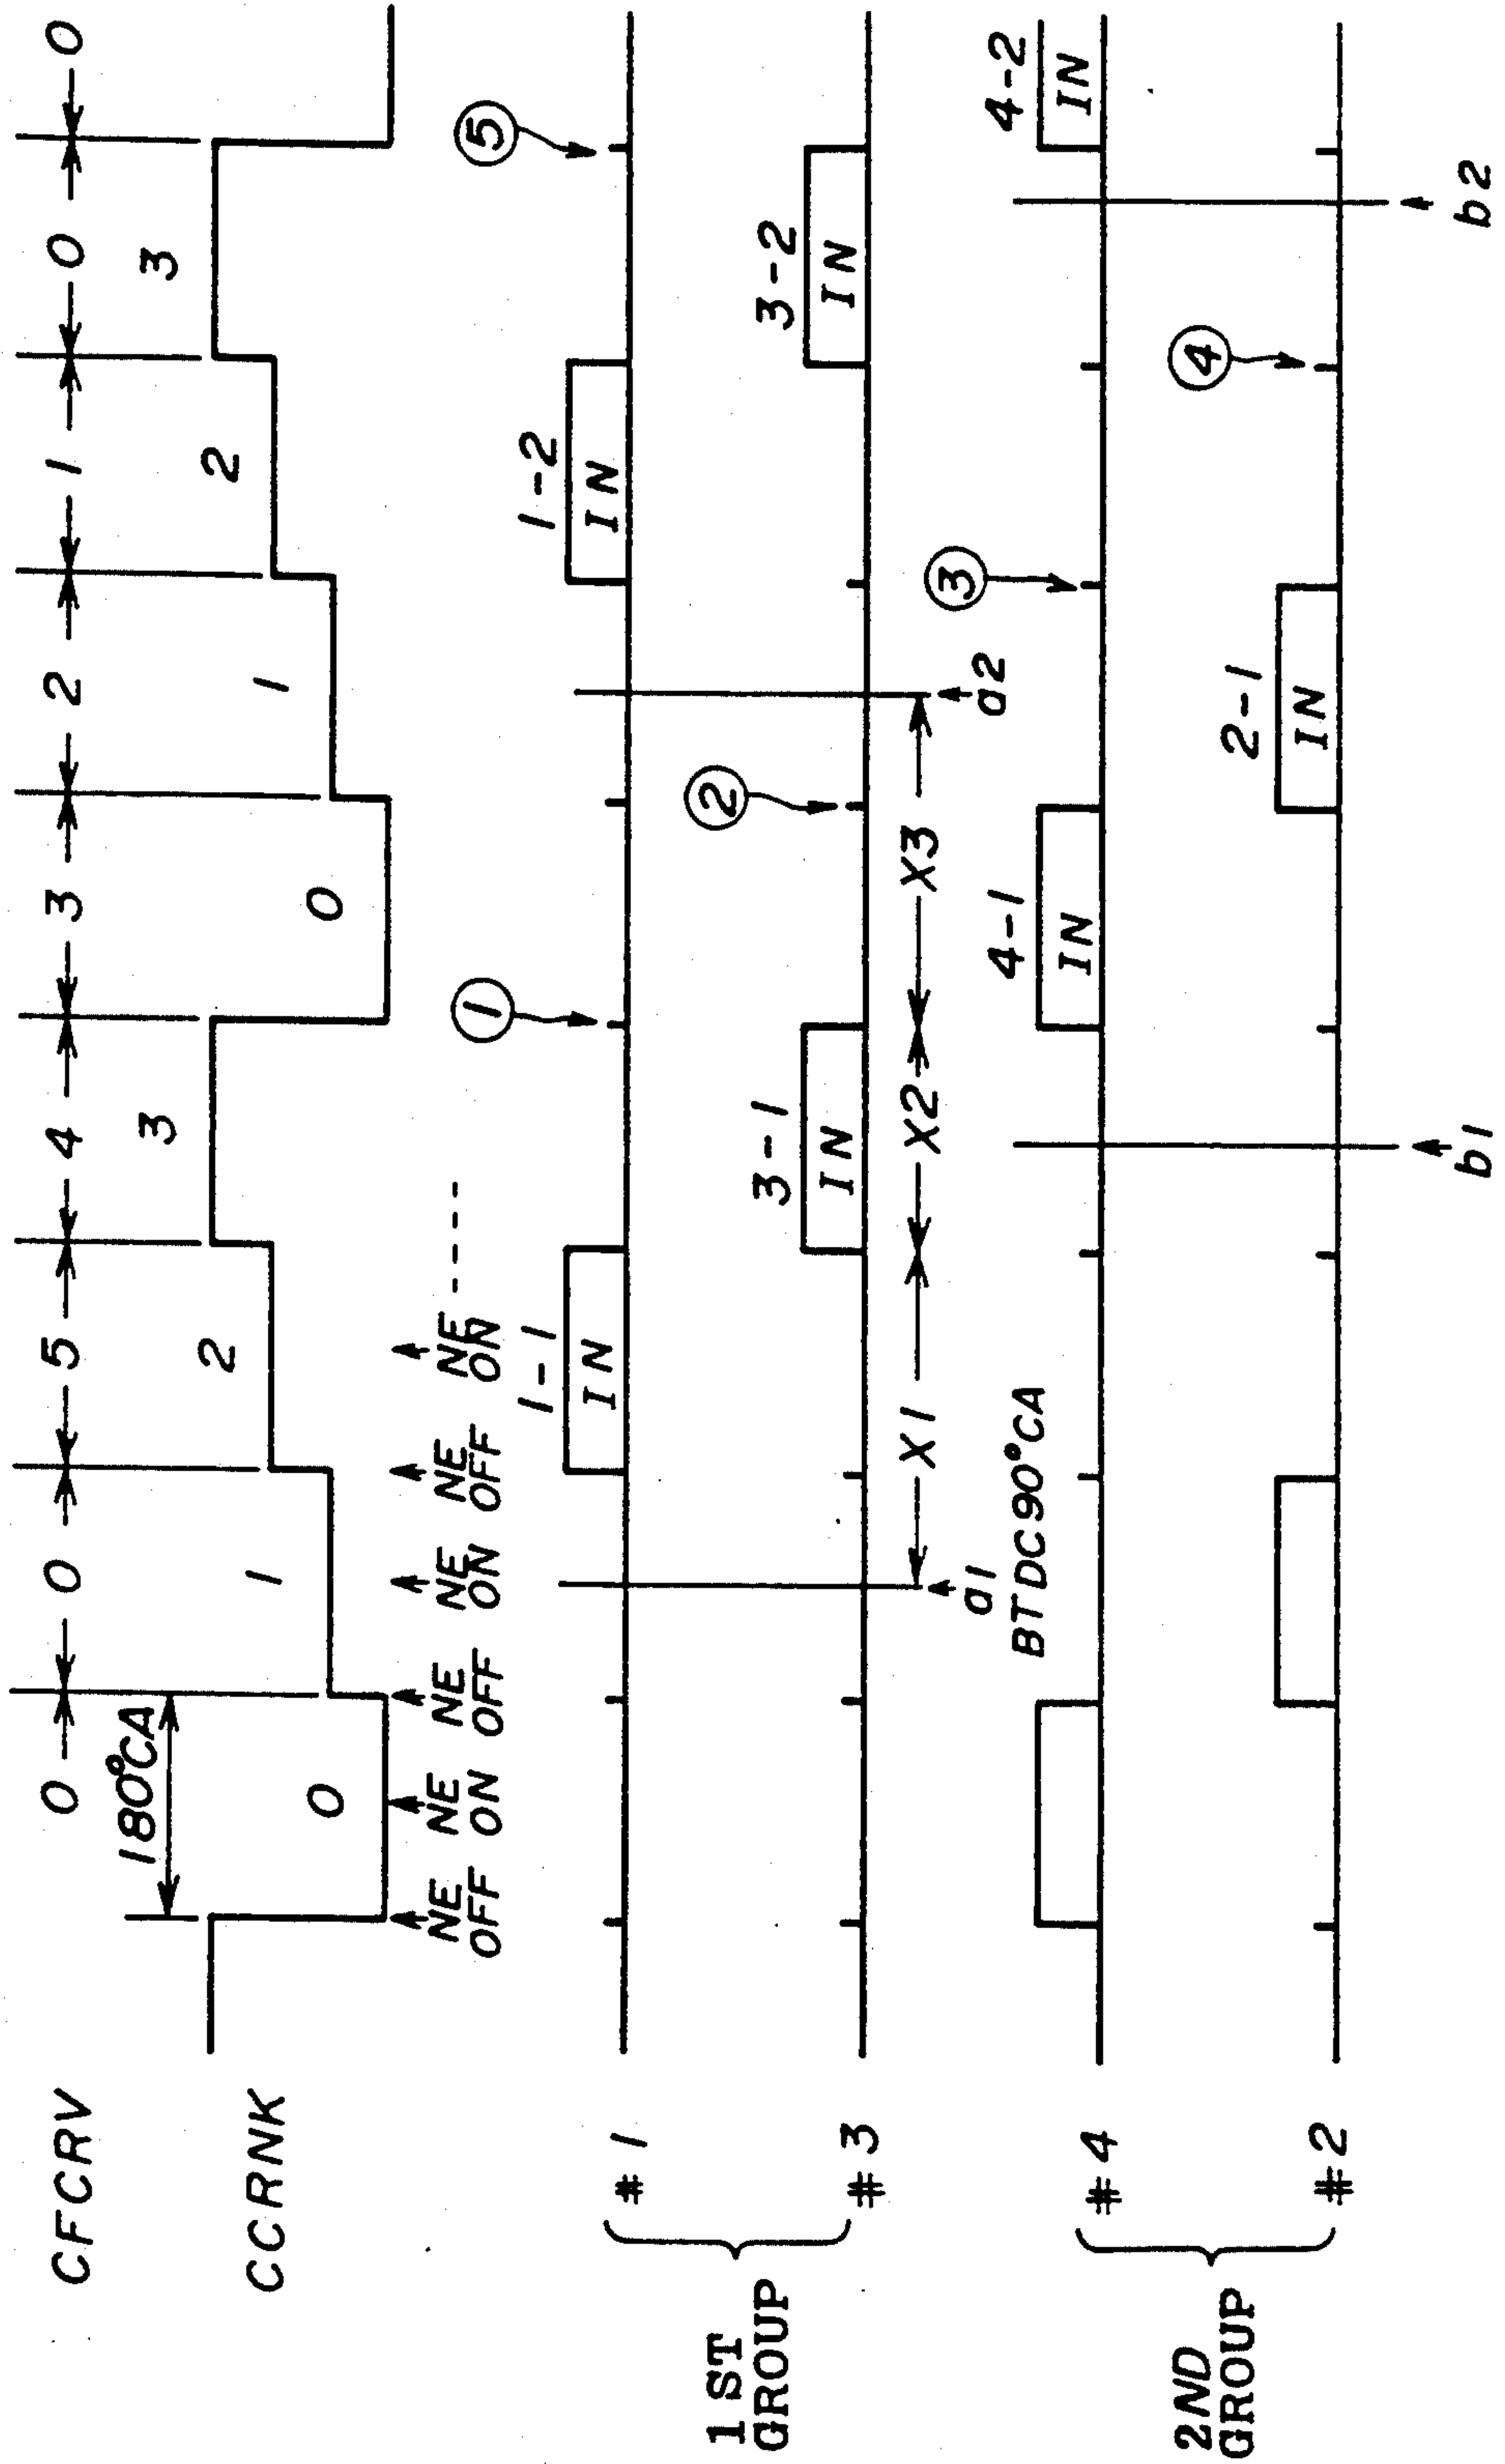 CFCRV 0 0 5 4 3 2 1 0 0
180°CA
CCRNK 0 1 2 3 0 1 2 3
NE OFF
NE ON
NE OFF
NE ON
NE OFF
NE ON
1ST GROUP
# 1
1-1
IN
①
1-2
IN
⑤
# 3
3-1
IN
②
3-2
IN
X1 X2 X3
a1
BTDC90°CA
a2
2ND GROUP
# 4
4-1
IN
③
4-2
IN
# 2
2-1
IN
④
b1
b2